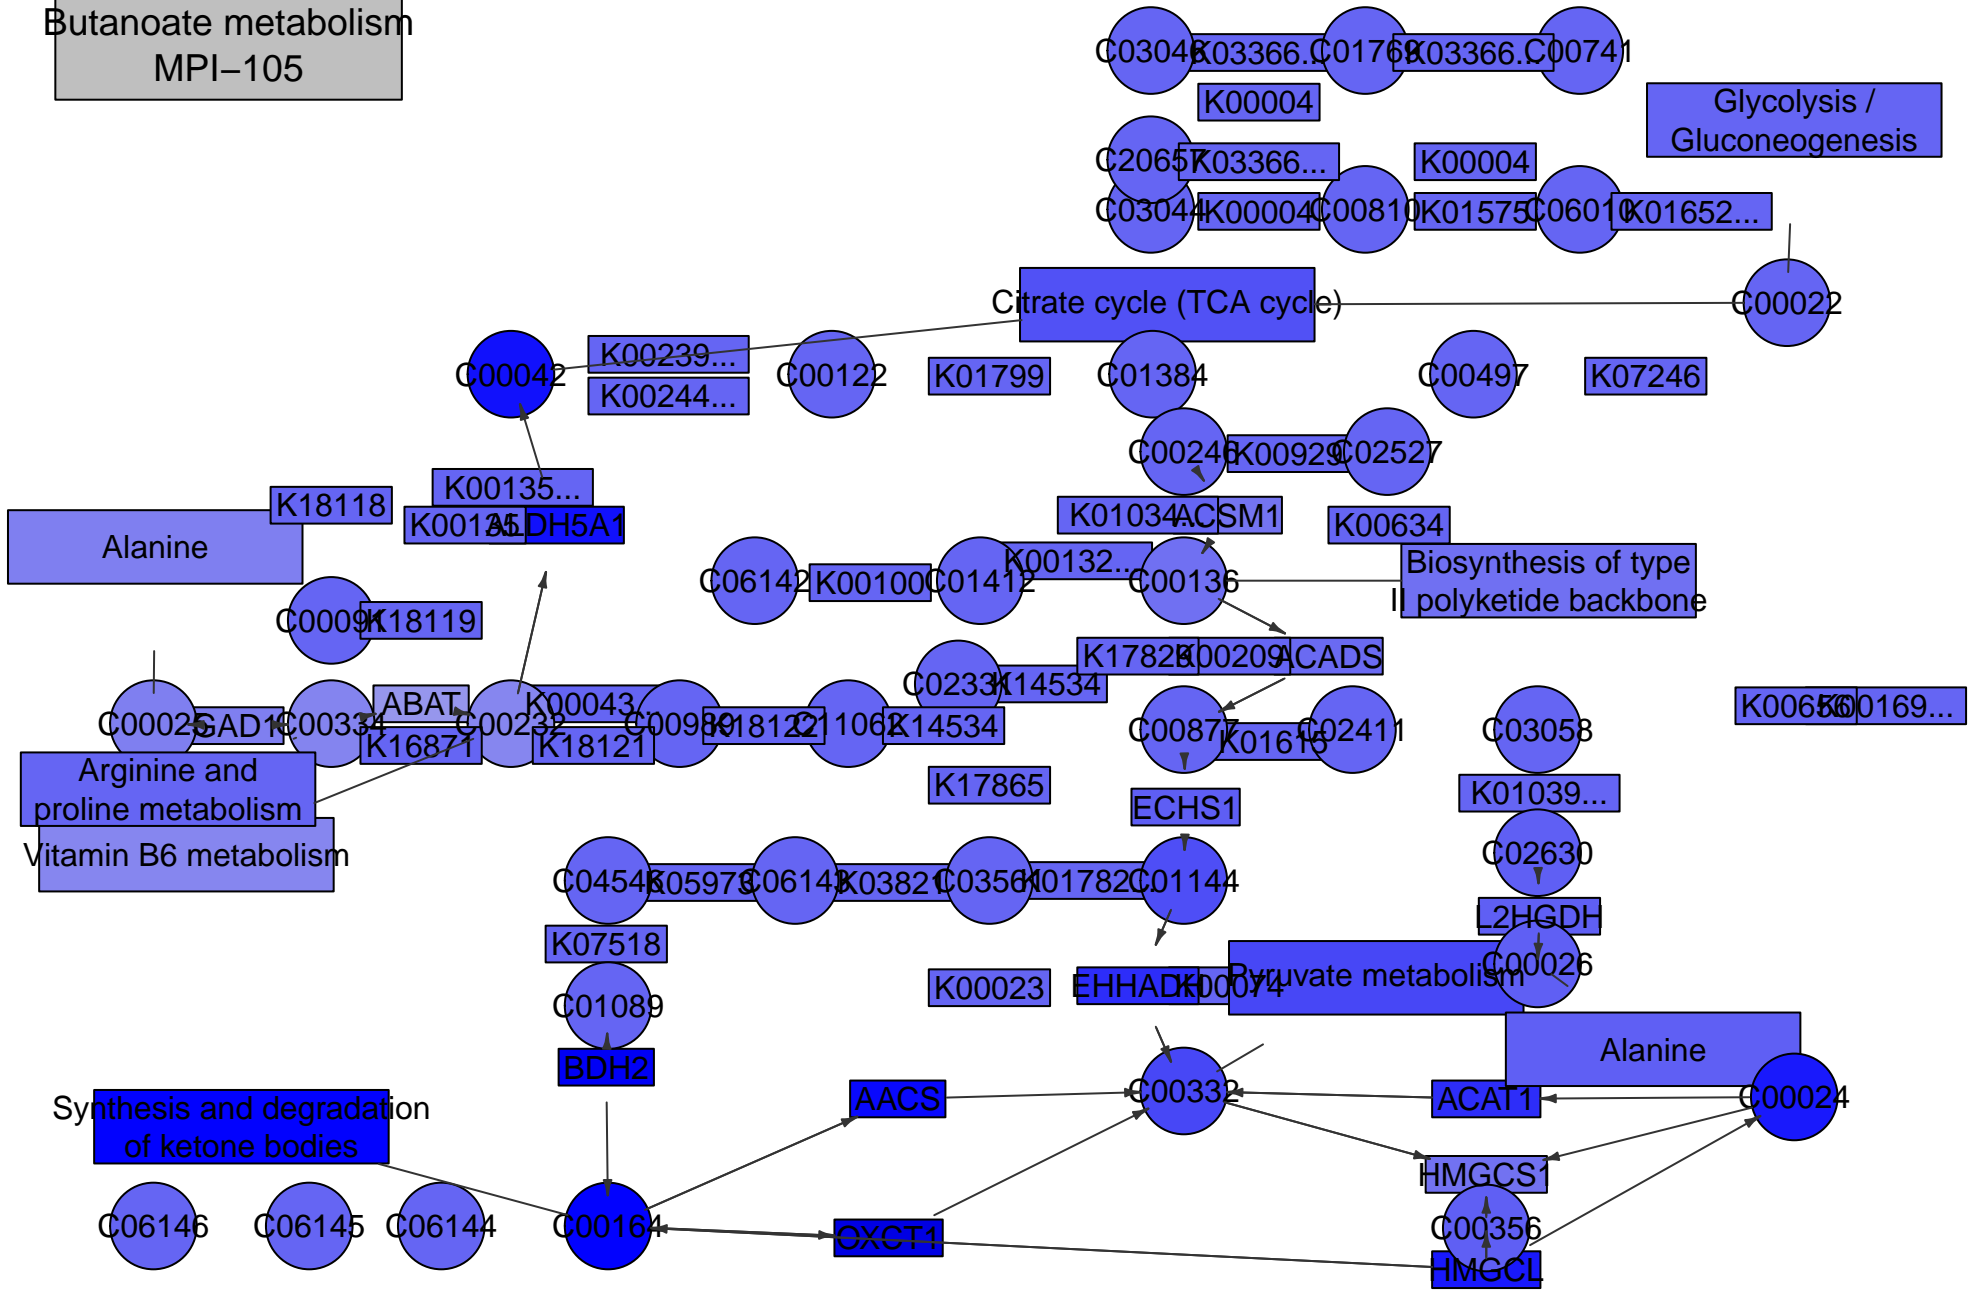 Butanoate metabolism
MPI−105
C03046
K03366...
C01769
K03366...
C00741
K00004
Glycolysis /
Gluconeogenesis
C20657
K03366...
K00004
C03044
K00004
C00810
K01575
C06010
K01652...
Citrate cycle (TCA cycle)
C00022
C00042
K00239...
K00244...
C00122
K01799
C01384
C00497
K07246
C00246
K00929
C02527
K18118
K00135...
K00135
ALDH5A1
K01034...
ACSM1
K00634
Alanine
C06142
K00100
C01412
K00132...
C00136
Biosynthesis of type
II polyketide backbone
C00091
K18119
K17829
K00209
ACADS
C02331
K14534
C00025
GAD1
C00334
ABAT
K16871
C00232
K00043...
K18121
C00989
K18122
C11062
K14534
C00877
K01615
C02411
C03058
K00656
K00169...
Arginine and
proline metabolism
K17865
ECHS1
K01039...
Vitamin B6 metabolism
C04546
K05973
C06143
K03821
C03561
K01782...
C01144
C02630
L2HGDH
K07518
C01089
K00023
EHHADH
K00074
Pyruvate metabolism
C00026
BDH2
Alanine
Synthesis and degradation
of ketone bodies
AACS
C00332
ACAT1
C00024
HMGCS1
C06146
C06145
C06144
C00164
OXCT1
C00356
HMGCL